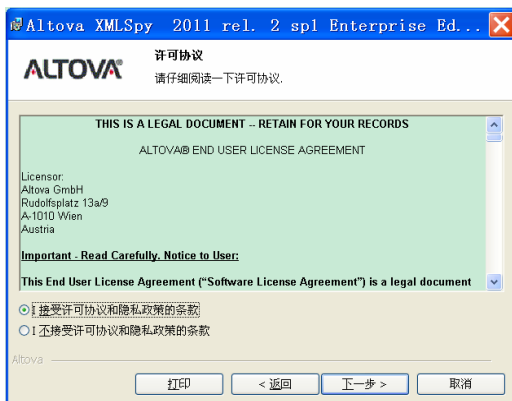 Altova XMLSpy 2011 rel. 2 sp1 Enterprise Ed...
ALTOVA®
许可协议
请仔细阅读一下许可协议.
THIS IS A LEGAL DOCUMENT -- RETAIN FOR YOUR RECORDS
ALTOVA® END USER LICENSE AGREEMENT
Licensor:
Altova GmbH
Rudolfsplatz 13a/9
A-1010 Wien
Austria
Important - Read Carefully. Notice to User:
This End User License Agreement (“Software License Agreement”) is a legal document
I 接受许可协议和隐私政策的条款
I 不接受许可协议和隐私政策的条款
Altova
打印
< 返回
下一步 >
取消